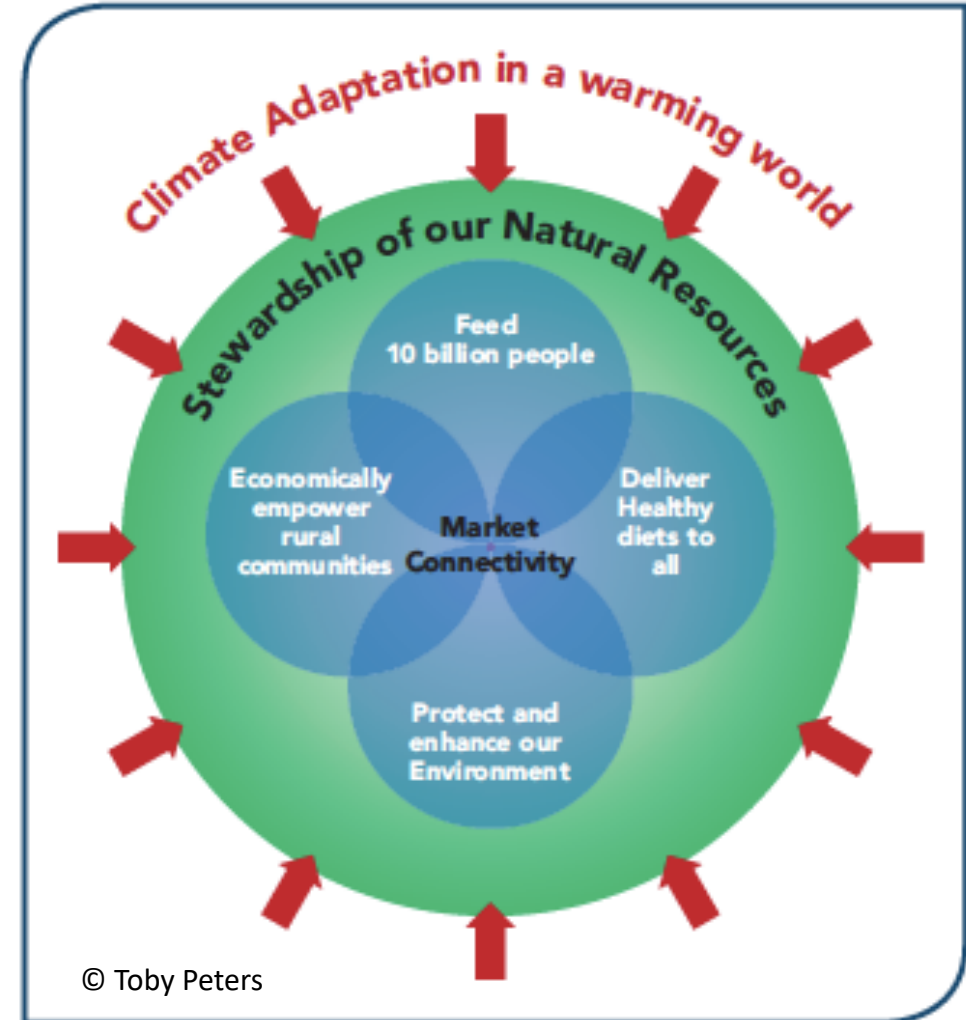 Climate Adaptation in a warming world
Stewardship of our Natural Resources
Feed
10 billion people
Economically
empower
rural
communities
Market
Connectivity
Deliver
Healthy
diets to
all
Protect and
enhance our
Environment
© Toby Peters